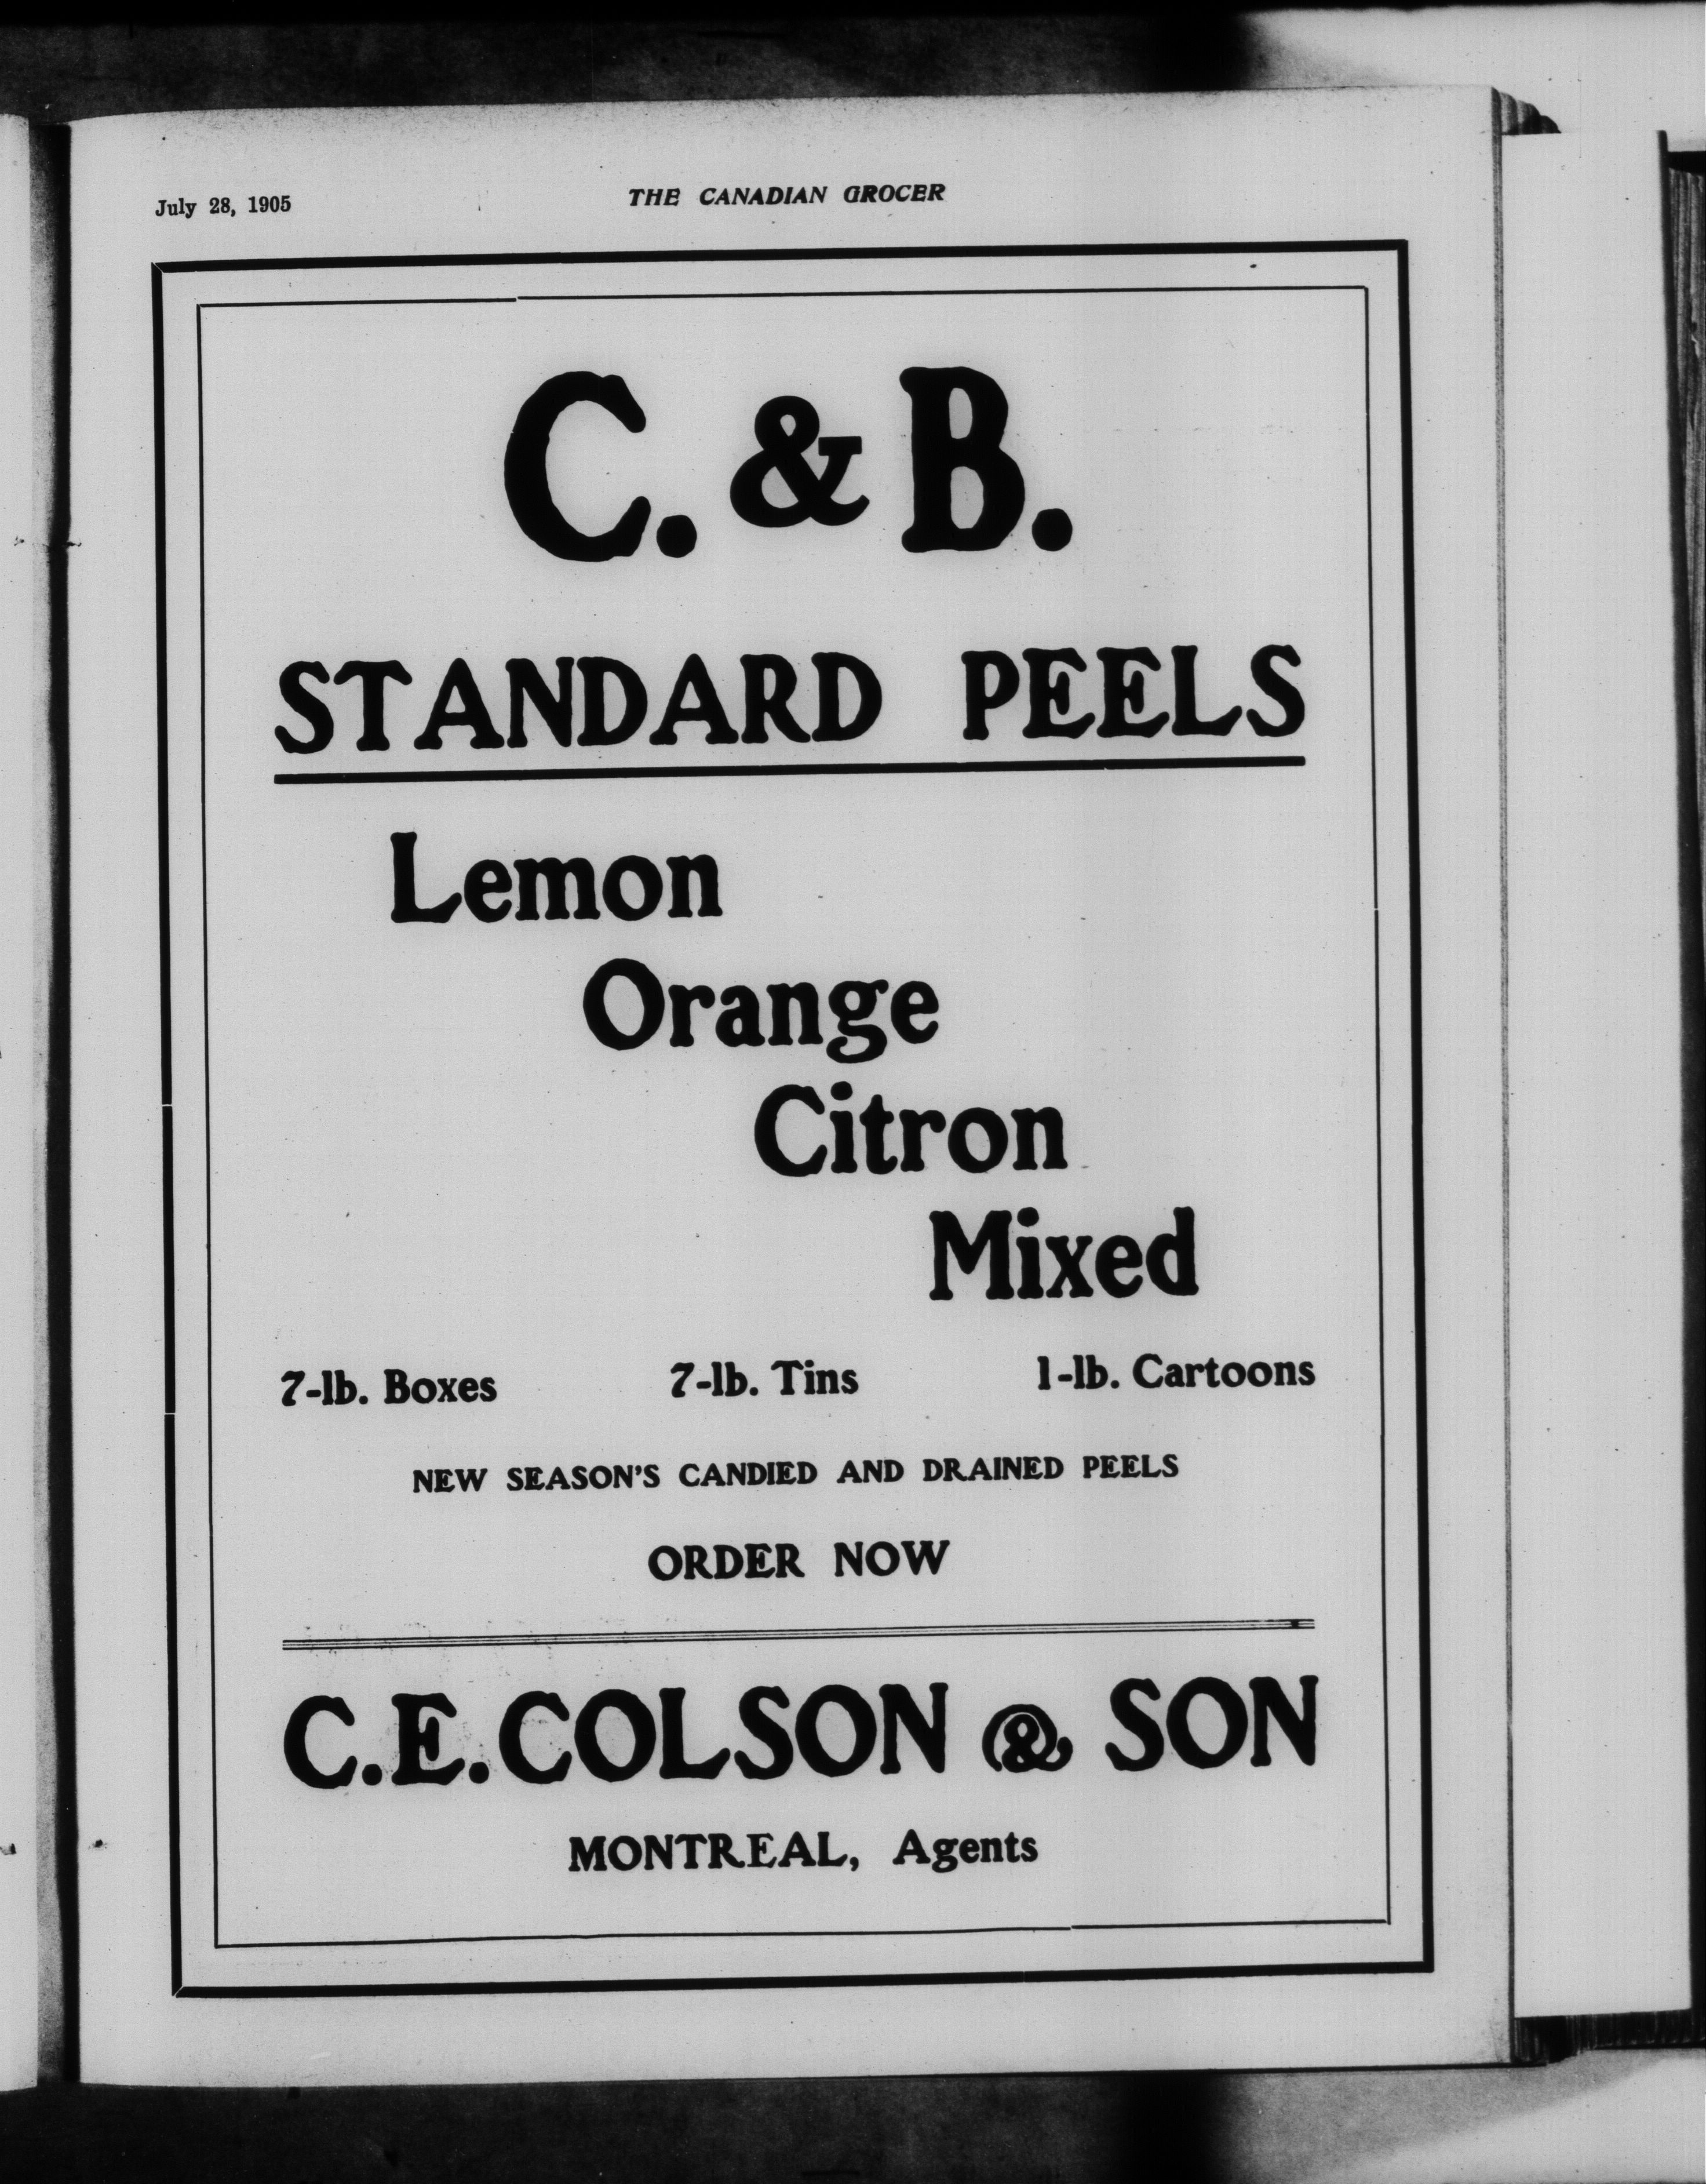 July 28, 1905
THE CANADIAN GROCER
C. & B.
STANDARD PEELS
Lemon
Orange
Citron
Mixed
7-lb. Boxes 7-lb. Tins 1-lb. Cartoons
NEW SEASON'S CANDIED AND DRAINED PEELS
ORDER NOW
C. E. COLSON & SON
MONTREAL, Agents